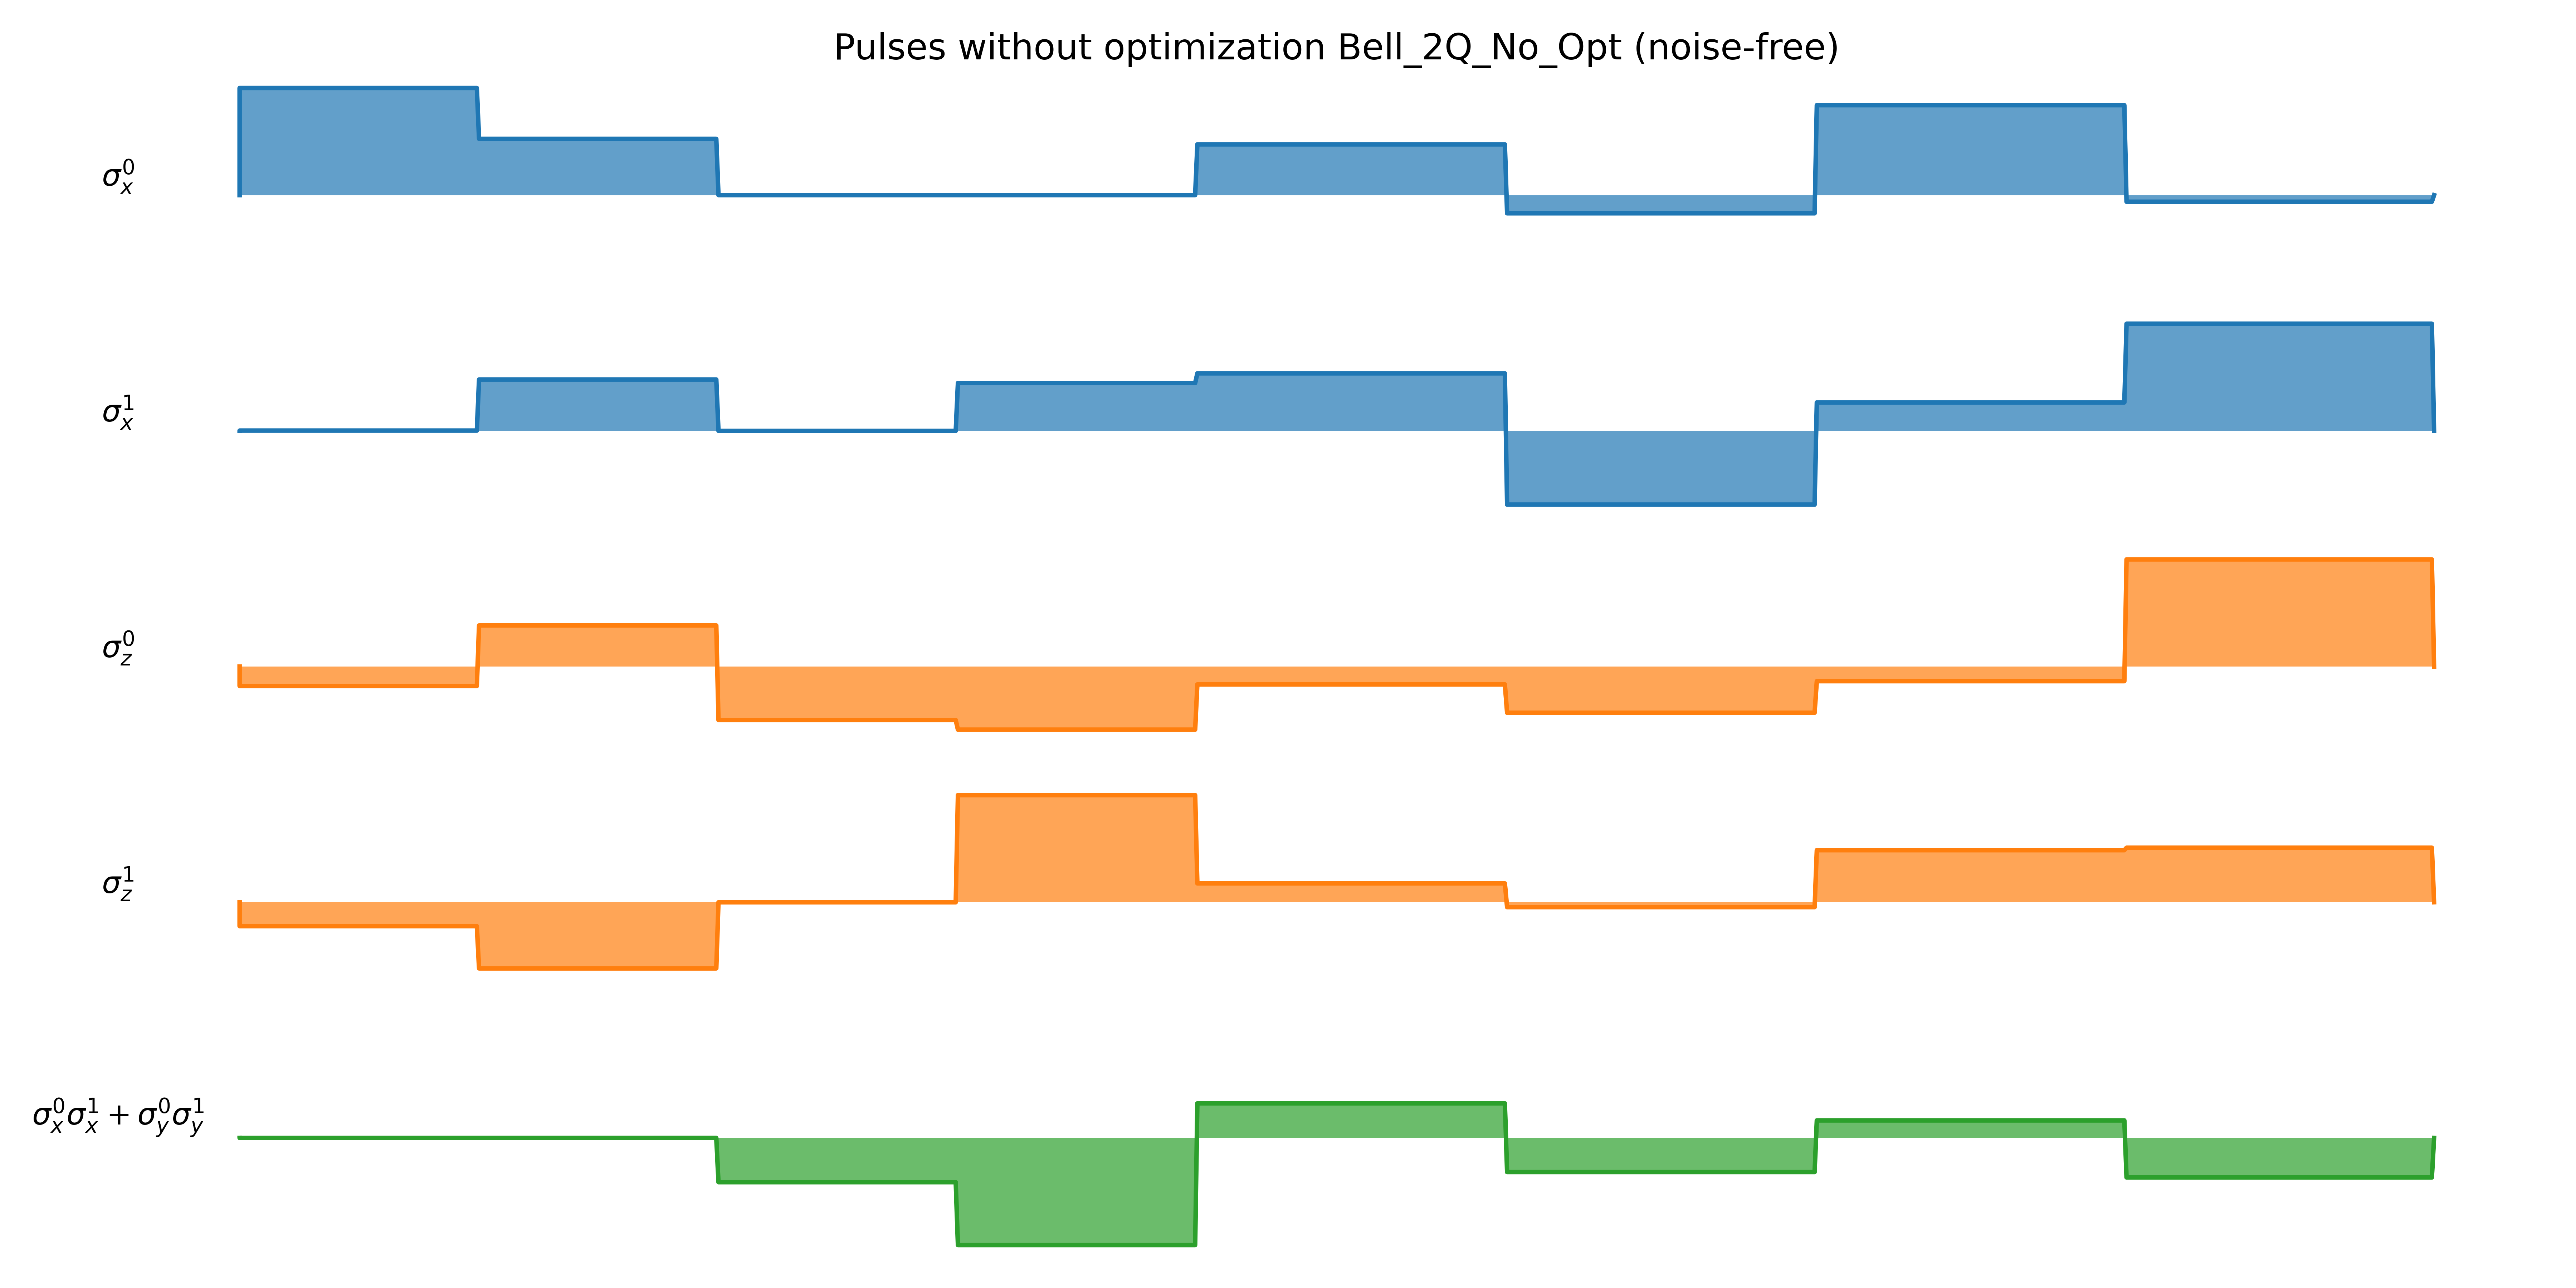 Pulses without optimization Bell_2Q_No_Opt (noise-free)
σ_x^0
σ_x^1
σ_z^0
σ_z^1
σ_x^0σ_x^1 + σ_y^0σ_y^1